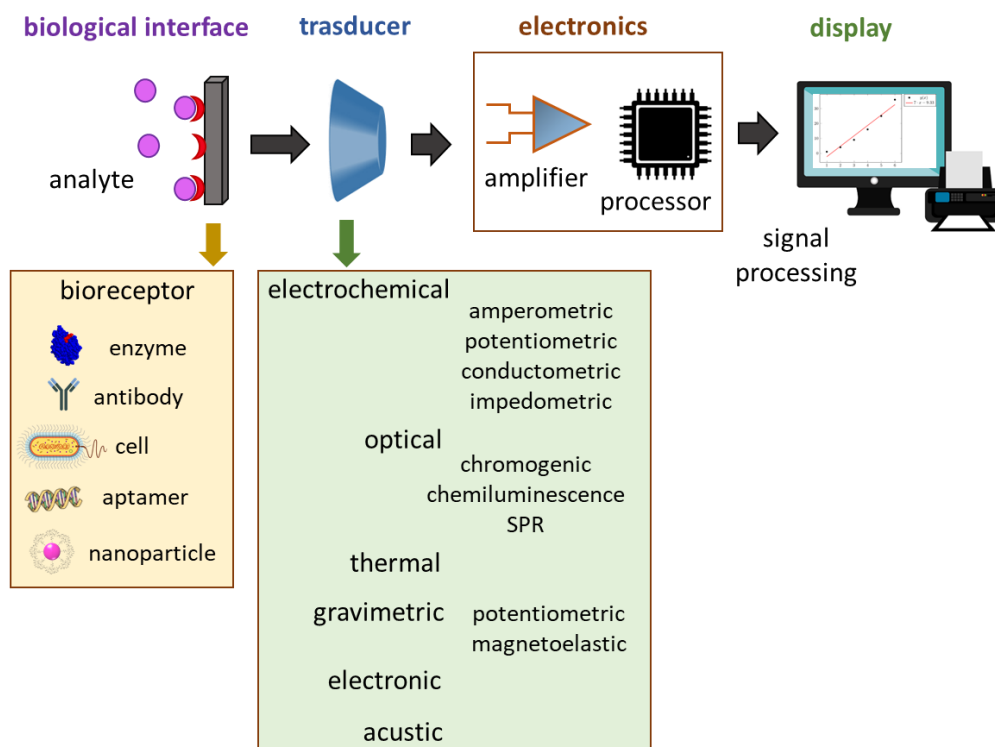 biological interface
trasducer
electronics
display
analyte
amplifier
processor
signal
processing
bioreceptor
enzyme
antibody
cell
aptamer
nanoparticle
electrochemical
amperometric
potentiometric
conductometric
impedometric
optical
chromogenic
chemiluminescence
SPR
thermal
gravimetric
potentiometric
magnetoelastic
electronic
acustic